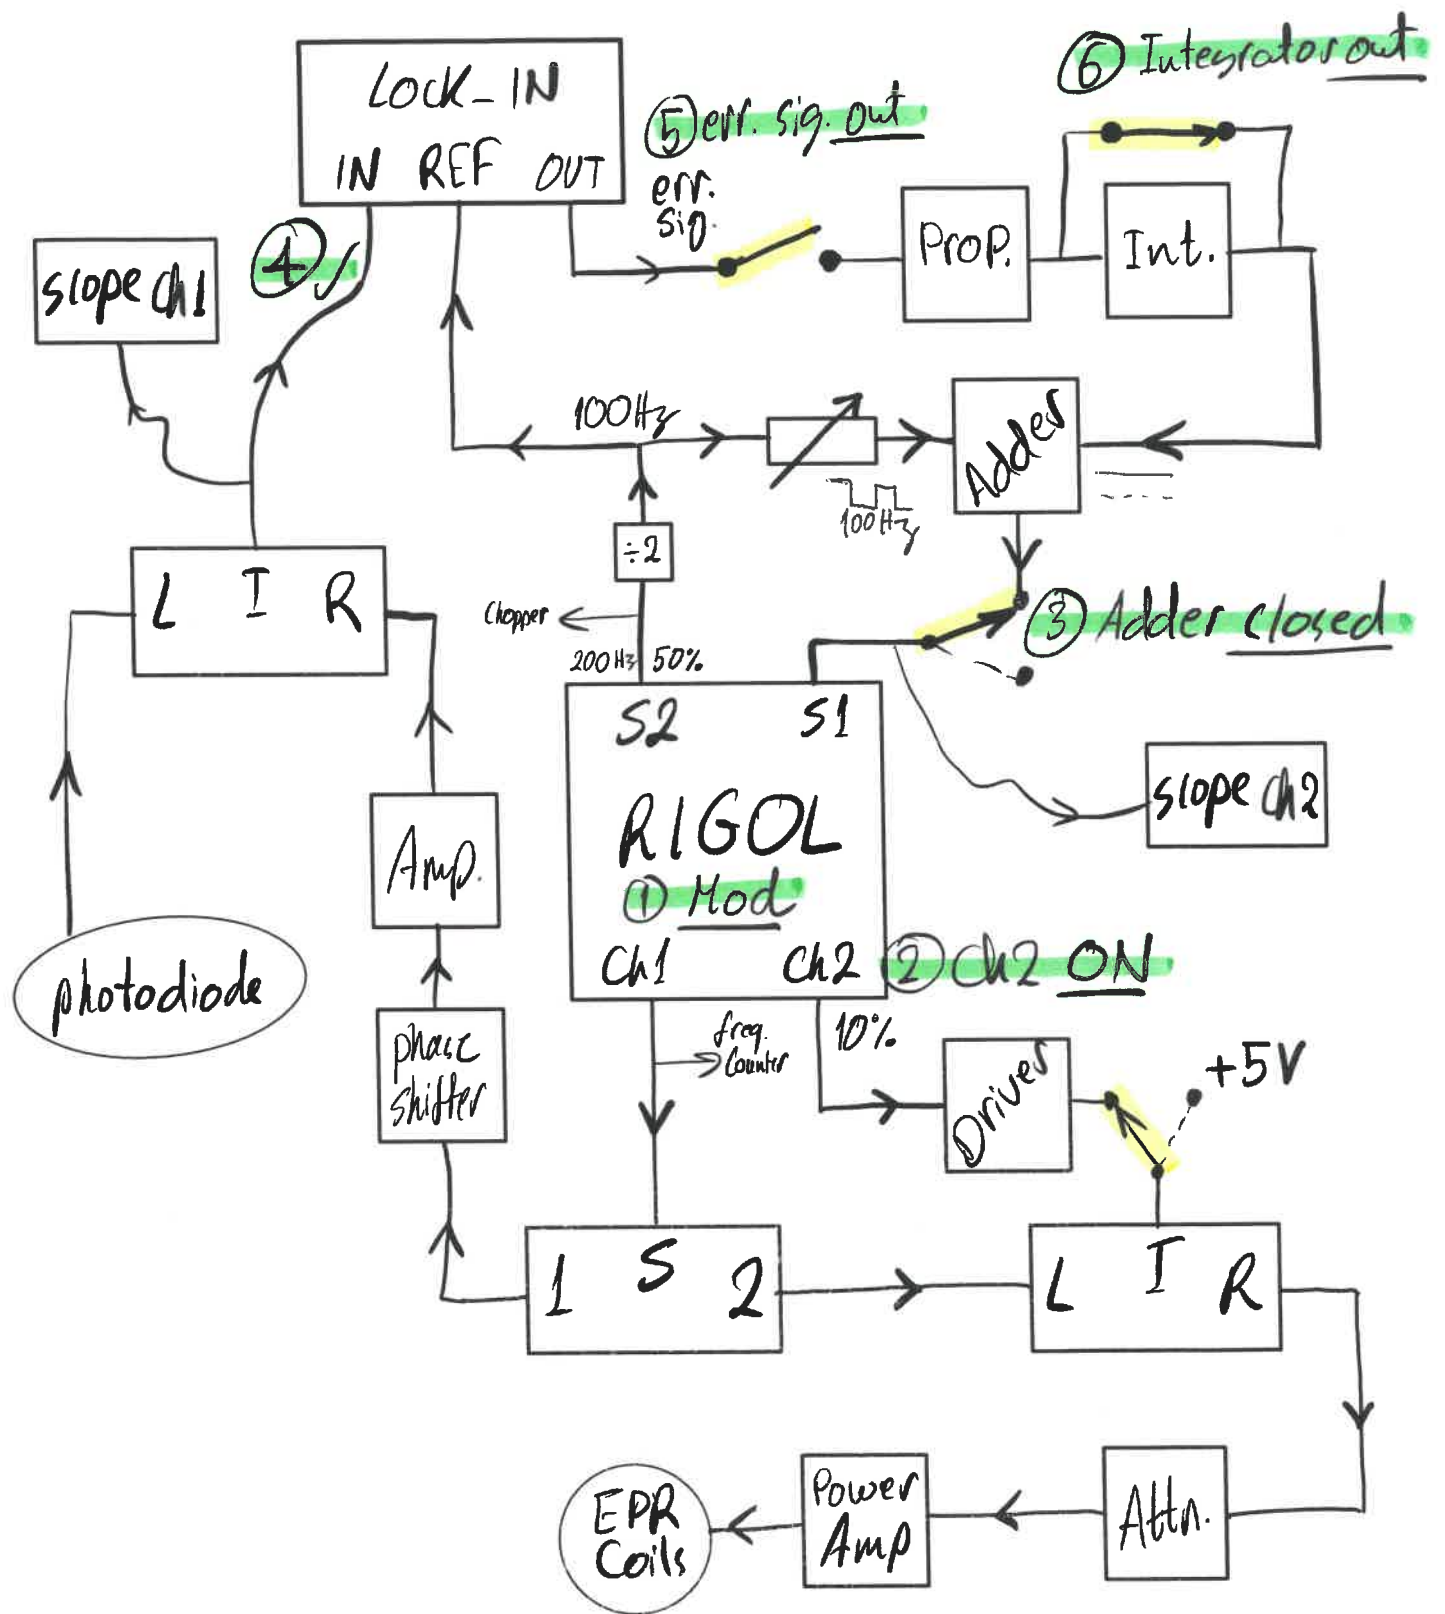 ⑥ Integrator out
LOCK-IN
IN REF OUT
⑤ err. sig. out
err.
sig.
Prop.
Int.
④ ✓
slope ch1
100Hz
Adder
100Hz
÷2
Chopper
200Hz 50%
③ Adder closed
L I R
S2 S1
RIGOL
① Mod
Ch1 Ch2
② Ch2 ON
slope ch2
Amp.
photodiode
phase
shifter
freq.
Counter
10%
Driver
+5V
1 S 2
L I R
EPR
Coils
Power
Amp
Attn.